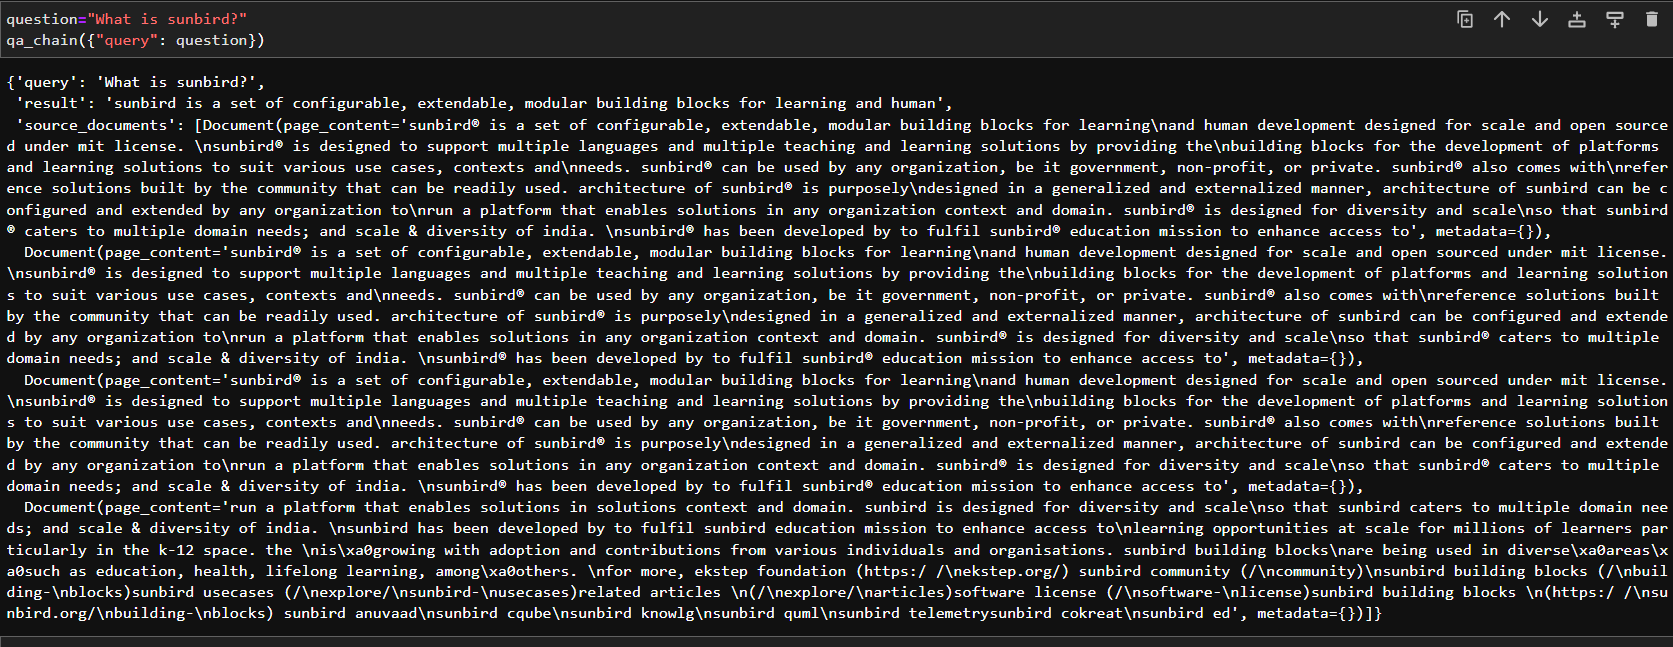 question="What is sunbird?"
qa_chain({"query": question})
{'query': 'What is sunbird?',
 'result': 'sunbird is a set of configurable, extendable, modular building blocks for learning and human',
 'source_documents': [Document(page_content='sunbird® is a set of configurable, extendable, modular building blocks for learning\nand human development designed for scale and open source
d under mit license. \nsunbird® is designed to support multiple languages and multiple teaching and learning solutions by providing the\nbuilding blocks for the development of platforms
and learning solutions to suit various use cases, contexts and\nneeds. sunbird® can be used by any organization, be it government, non-profit, or private. sunbird® also comes with\nrefer
ence solutions built by the community that can be readily used. architecture of sunbird® is purposely\ndesigned in a generalized and externalized manner, architecture of sunbird can be c
onfigured and extended by any organization to\nrun a platform that enables solutions in any organization context and domain. sunbird® is designed for diversity and scale\nso that sunbird
® caters to multiple domain needs; and scale & diversity of india. \nsunbird® has been developed by to fulfil sunbird® education mission to enhance access to', metadata={}),
  Document(page_content='sunbird® is a set of configurable, extendable, modular building blocks for learning\nand human development designed for scale and open sourced under mit license.
\nsunbird® is designed to support multiple languages and multiple teaching and learning solutions by providing the\nbuilding blocks for the development of platforms and learning solution
s to suit various use cases, contexts and\nneeds. sunbird® can be used by any organization, be it government, non-profit, or private. sunbird® also comes with\nreference solutions built
by the community that can be readily used. architecture of sunbird® is purposely\ndesigned in a generalized and externalized manner, architecture of sunbird can be configured and extende
d by any organization to\nrun a platform that enables solutions in any organization context and domain. sunbird® is designed for diversity and scale\nso that sunbird® caters to multiple
domain needs; and scale & diversity of india. \nsunbird® has been developed by to fulfil sunbird® education mission to enhance access to', metadata={}),
  Document(page_content='sunbird® is a set of configurable, extendable, modular building blocks for learning\nand human development designed for scale and open sourced under mit license.
\nsunbird® is designed to support multiple languages and multiple teaching and learning solutions by providing the\nbuilding blocks for the development of platforms and learning solution
s to suit various use cases, contexts and\nneeds. sunbird® can be used by any organization, be it government, non-profit, or private. sunbird® also comes with\nreference solutions built
by the community that can be readily used. architecture of sunbird® is purposely\ndesigned in a generalized and externalized manner, architecture of sunbird can be configured and extende
d by any organization to\nrun a platform that enables solutions in any organization context and domain. sunbird® is designed for diversity and scale\nso that sunbird® caters to multiple
domain needs; and scale & diversity of india. \nsunbird® has been developed by to fulfil sunbird® education mission to enhance access to', metadata={}),
  Document(page_content='run a platform that enables solutions in solutions context and domain. sunbird is designed for diversity and scale\nso that sunbird caters to multiple domain nee
ds; and scale & diversity of india. \nsunbird has been developed by to fulfil sunbird education mission to enhance access to\nlearning opportunities at scale for millions of learners par
ticularly in the k-12 space. the \nis\xa0growing with adoption and contributions from various individuals and organisations. sunbird building blocks\nare being used in diverse\xa0areas\x
a0such as education, health, lifelong learning, among\xa0others. \nfor more, ekstep foundation (https:/ /\nekstep.org/) sunbird community (/\ncommunity)\nsunbird building blocks (/\nbuil
ding-\nblocks)sunbird usecases (/\nexplore/\nsunbird-\nusecases)related articles \n(/\nexplore/\narticles)software license (/\nsoftware-\nlicense)sunbird building blocks \n(https:/ /\nsu
nbird.org/\nbuilding-\nblocks) sunbird anuvaad\nsunbird cqube\nsunbird knowlg\nsunbird quml\nsunbird telemetrysunbird cokreat\nsunbird ed', metadata={})]}